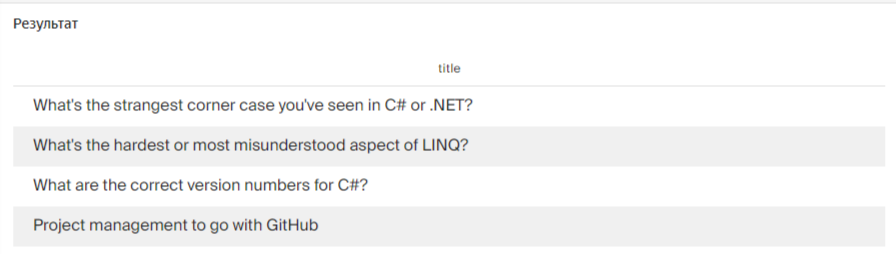 Результат
title
What's the strangest corner case you've seen in C# or .NET?
What's the hardest or most misunderstood aspect of LINQ?
What are the correct version numbers for C#?
Project management to go with GitHub